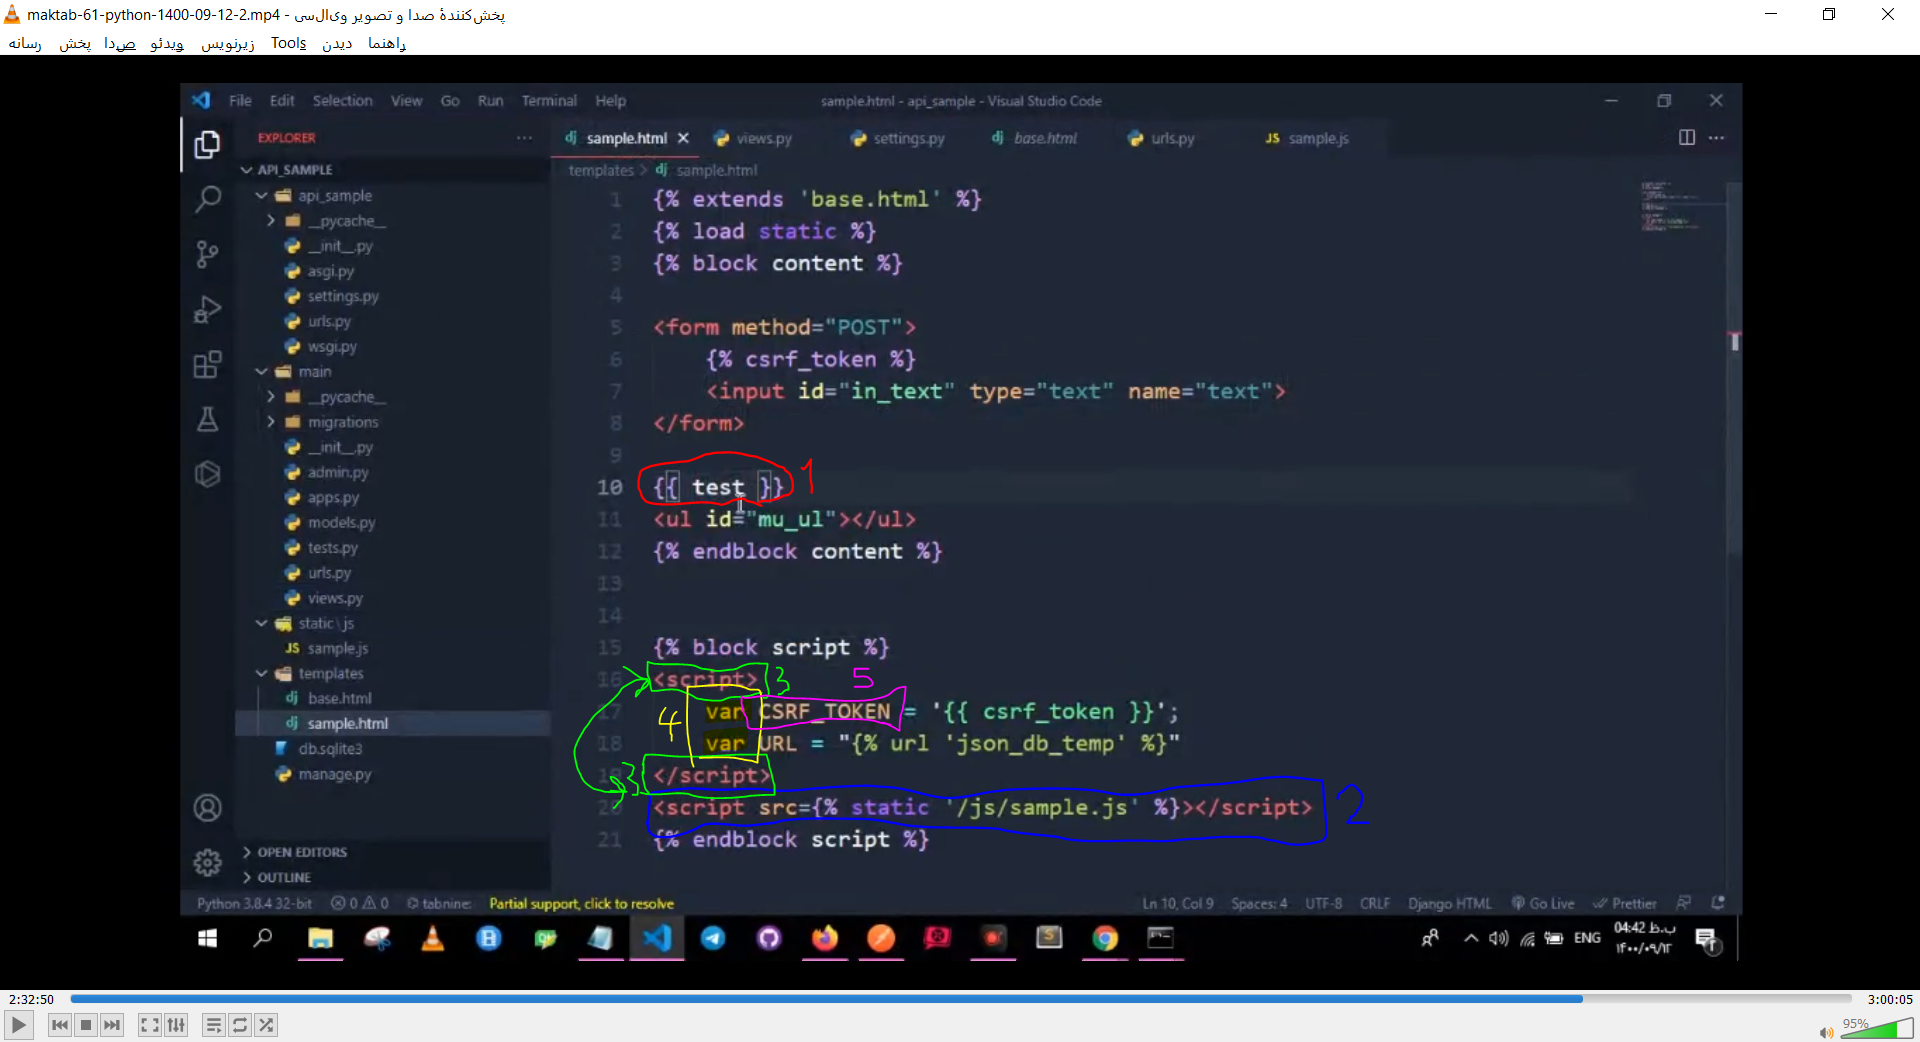 maktab-61-python-1400-09-12-2.mp4 - پخش‌کنندهٔ صدا و تصویر وی‌ال‌سی
رسانه پخش صدا ویدئو زیرنویس Tools دیدن راهنما
File Edit Selection View Go Run Terminal Help
sample.html - api_sample - Visual Studio Code
EXPLORER
sample.html views.py settings.py base.html urls.py JS sample.js
API_SAMPLE
templates > dj sample.html
api_sample
__pycache__
__init__.py
asgi.py
settings.py
urls.py
wsgi.py
main
__pycache__
migrations
__init__.py
admin.py
apps.py
models.py
tests.py
urls.py
views.py
static\js
JS sample.js
templates
dj base.html
dj sample.html
db.sqlite3
manage.py
OPEN EDITORS
OUTLINE
1 {% extends 'base.html' %}
2 {% load static %}
3 {% block content %}
4
5 <form method="POST">
6 {% csrf_token %}
7 <input id="in_text" type="text" name="text">
8 </form>
9
10 {{ test }} 1
11 <ul id="mu_ul"></ul>
12 {% endblock content %}
13
14
15 {% block script %}
16 <script> 3 5
17 var CSRF_TOKEN = '{{ csrf_token }}';
4
18 var URL = "{% url 'json_db_temp' %}"
19 </script> 3
20 <script src={% static '/js/sample.js' %}></script> 2
21 {% endblock script %}
Python 3.8.4 32-bit 0 0 tabnine: Partial support, click to resolve Ln 10, Col 9 Spaces: 4 UTF-8 CRLF Django HTML Go Live Prettier
ENG 04:42 ب.ظ
۱۴۰۰/۰۹/۱۲
2:32:50 3:00:05
95%